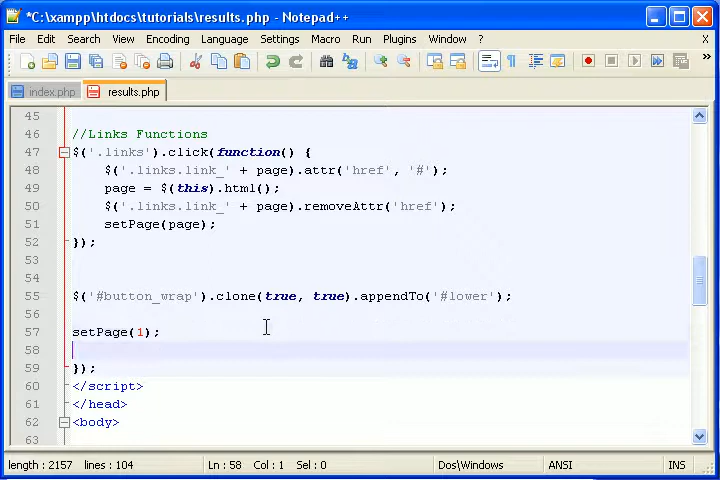 *C:\xampp\htdocs\tutorials\results.php - Notepad++
File Edit Search View Encoding Language Settings Macro Run Plugins Window ? X
index.php results.php
45
46 //Links Functions
47 $('.links').click(function() {
48 $('.links.link_' + page).attr('href', '#');
49 page = $(this).html();
50 $('.links.link_' + page).removeAttr('href');
51 setPage(page);
52 });
53
54
55 $('#button_wrap').clone(true, true).appendTo('#lower');
56
57 setPage(1);
58
59 });
60 </script>
61 </head>
62 <body>
63
length : 2157 lines : 104 Ln : 58 Col : 1 Sel : 0 Dos\Windows ANSI INS